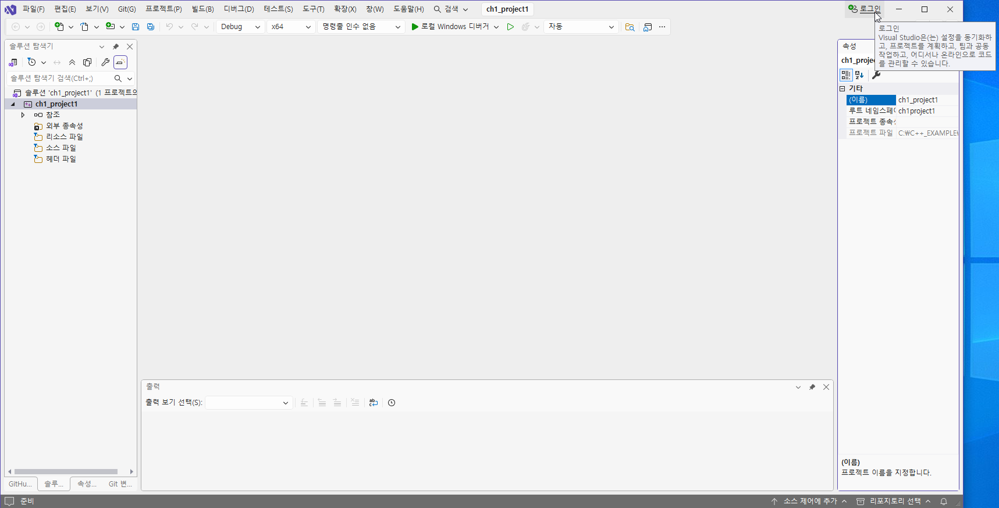 파일(F) 편집(E) 보기(V) Git(G) 프로젝트(P) 빌드(B) 디버그(D) 테스트(S) 도구(T) 확장(X) 창(W) 도움말(H) 검색 ch1_project1 로그인
Debug x64 명령줄 인수 없음 로컬 Windows 디버거 자동
로그인
Visual Studio은(는) 설정을 동기화하
고, 프로젝트를 계획하고, 팀과 공동
작업하고, 어디서나 온라인으로 코드
를 관리할 수 있습니다.
솔루션 탐색기
솔루션 탐색기 검색(Ctrl+;)
솔루션 'ch1_project1' (1 프로젝트의
ch1_project1
참조
외부 종속성
리소스 파일
소스 파일
헤더 파일
GitHu... 솔루... 속성... Git 변...
출력
출력 보기 선택(S):
속성
ch1_projec
기타
(이름) ch1_project1
루트 네임스페이 ch1project1
프로젝트 종속
프로젝트 파일 C:\C++_EXAMPLE\
(이름)
프로젝트 이름을 지정합니다.
준비 소스 제어에 추가 리포지토리 선택